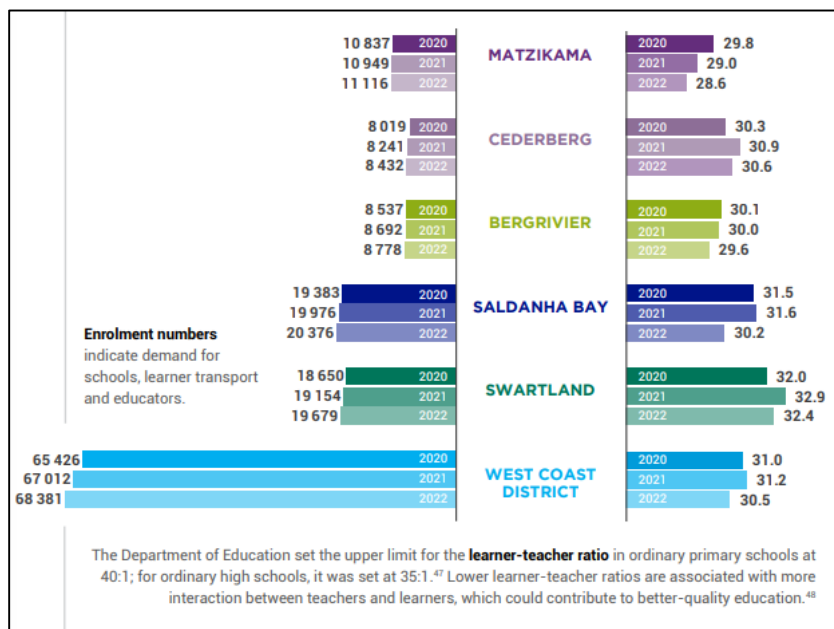 10 837 2020 MATZIKAMA 2020 29.8
10 949 2021 2021 29.0
11 116 2022 2022 28.6
8 019 2020 CEDERBERG 2020 30.3
8 241 2021 2021 30.9
8 432 2022 2022 30.6
8 537 2020 BERGRIVIER 2020 30.1
8 692 2021 2021 30.0
8 778 2022 2022 29.6
19 383 2020 SALDANHA BAY 2020 31.5
19 976 2021 2021 31.6
20 376 2022 2022 30.2
Enrolment numbers
indicate demand for
schools, learner transport
and educators.
18 650 2020 SWARTLAND 2020 32.0
19 154 2021 2021 32.9
19 679 2022 2022 32.4
65 426 2020 WEST COAST 2020 31.0
67 012 2021 DISTRICT 2021 31.2
68 381 2022 2022 30.5
The Department of Education set the upper limit for the learner-teacher ratio in ordinary primary schools at
40:1; for ordinary high schools, it was set at 35:1.⁴⁷ Lower learner-teacher ratios are associated with more
interaction between teachers and learners, which could contribute to better-quality education.⁴⁸